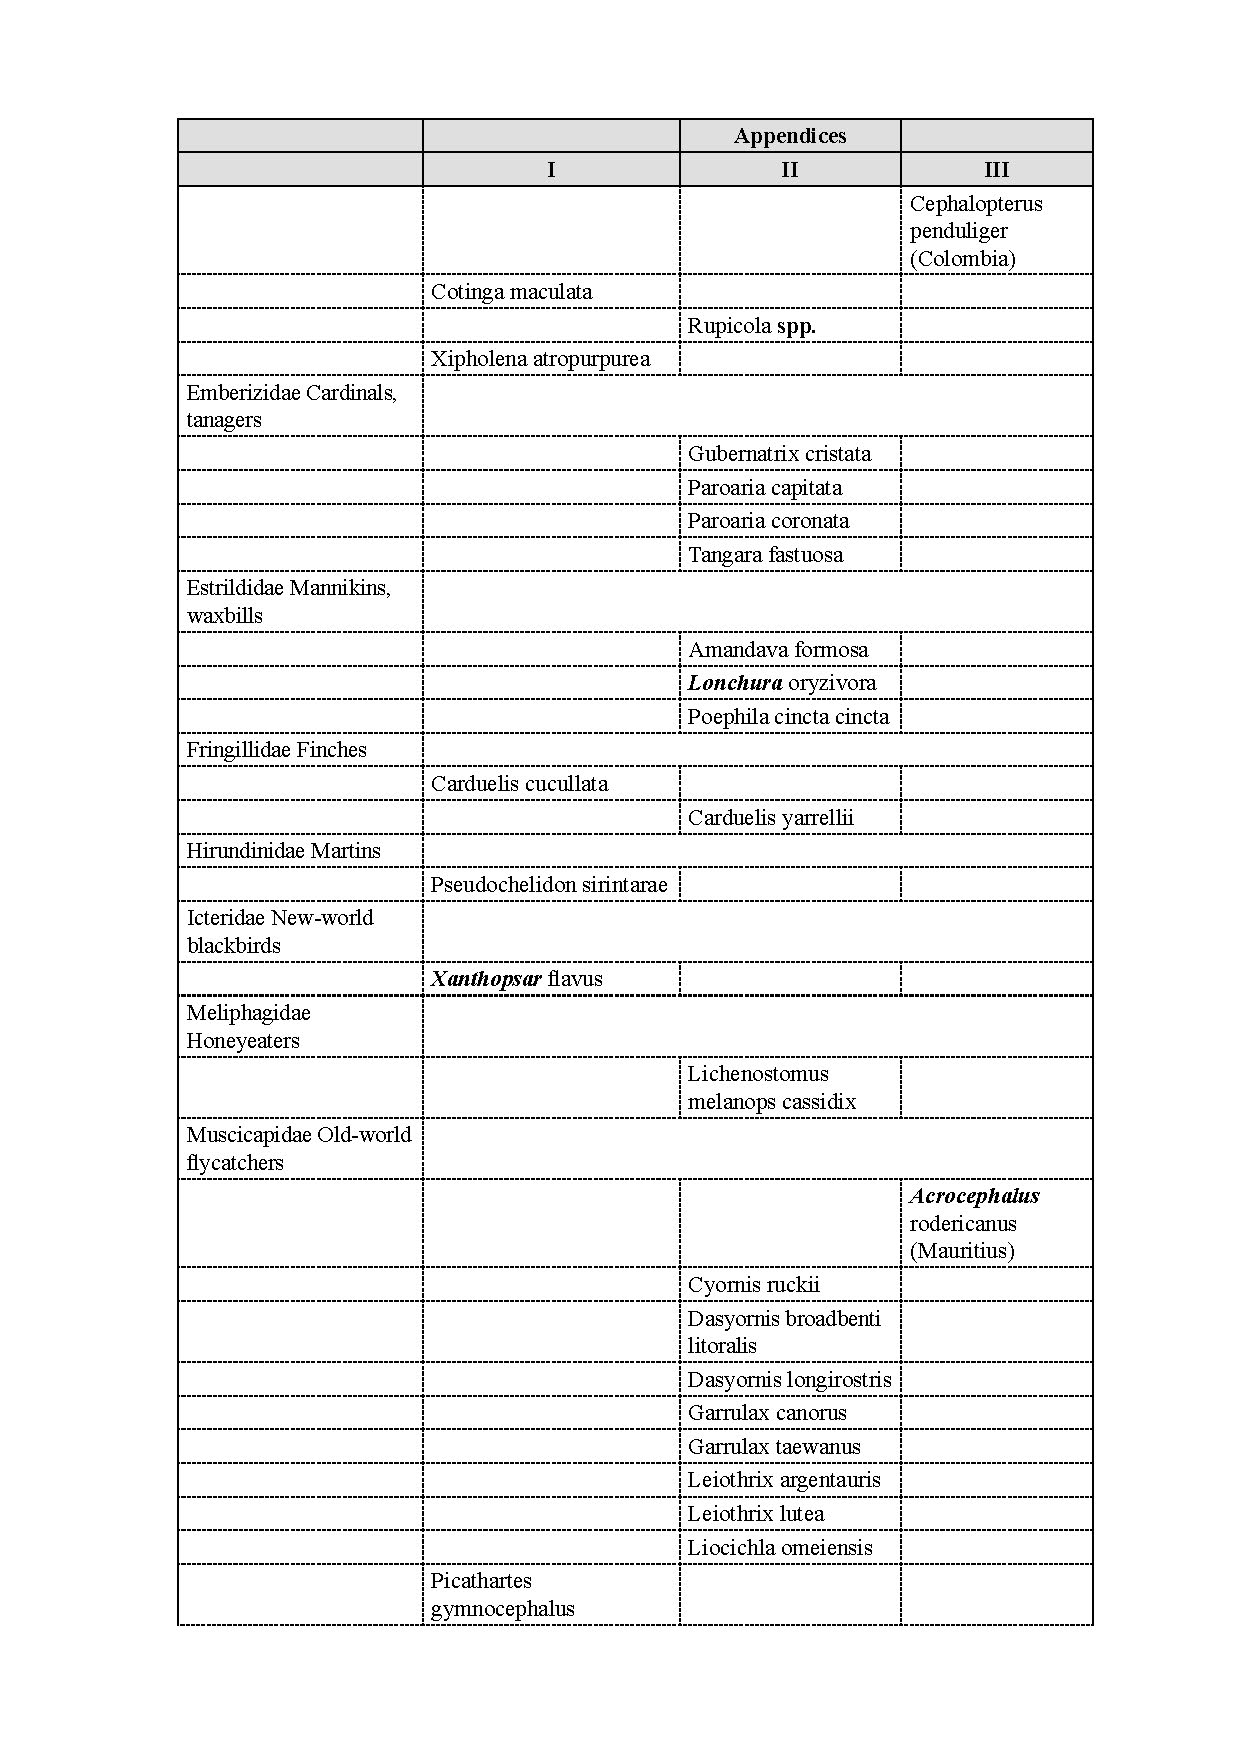 Appendices
I II III
Cephalopterus
penduliger
(Colombia)
Cotinga maculata
Rupicola spp.
Xipholena atropurpurea
Emberizidae Cardinals,
tanagers
Gubernatrix cristata
Paroaria capitata
Paroaria coronata
Tangara fastuosa
Estrildidae Mannikins,
waxbills
Amandava formosa
Lonchura oryzivora
Poephila cincta cincta
Fringillidae Finches
Carduelis cucullata
Carduelis yarrellii
Hirundinidae Martins
Pseudochelidon sirintarae
Icteridae New-world
blackbirds
Xanthopsar flavus
Meliphagidae
Honeyeaters
Lichenostomus
melanops cassidix
Muscicapidae Old-world
flycatchers
Acrocephalus
rodericanus
(Mauritius)
Cyornis ruckii
Dasyornis broadbenti
litoralis
Dasyornis longirostris
Garrulax canorus
Garrulax taewanus
Leiothrix argentauris
Leiothrix lutea
Liocichla omeiensis
Picathartes
gymnocephalus